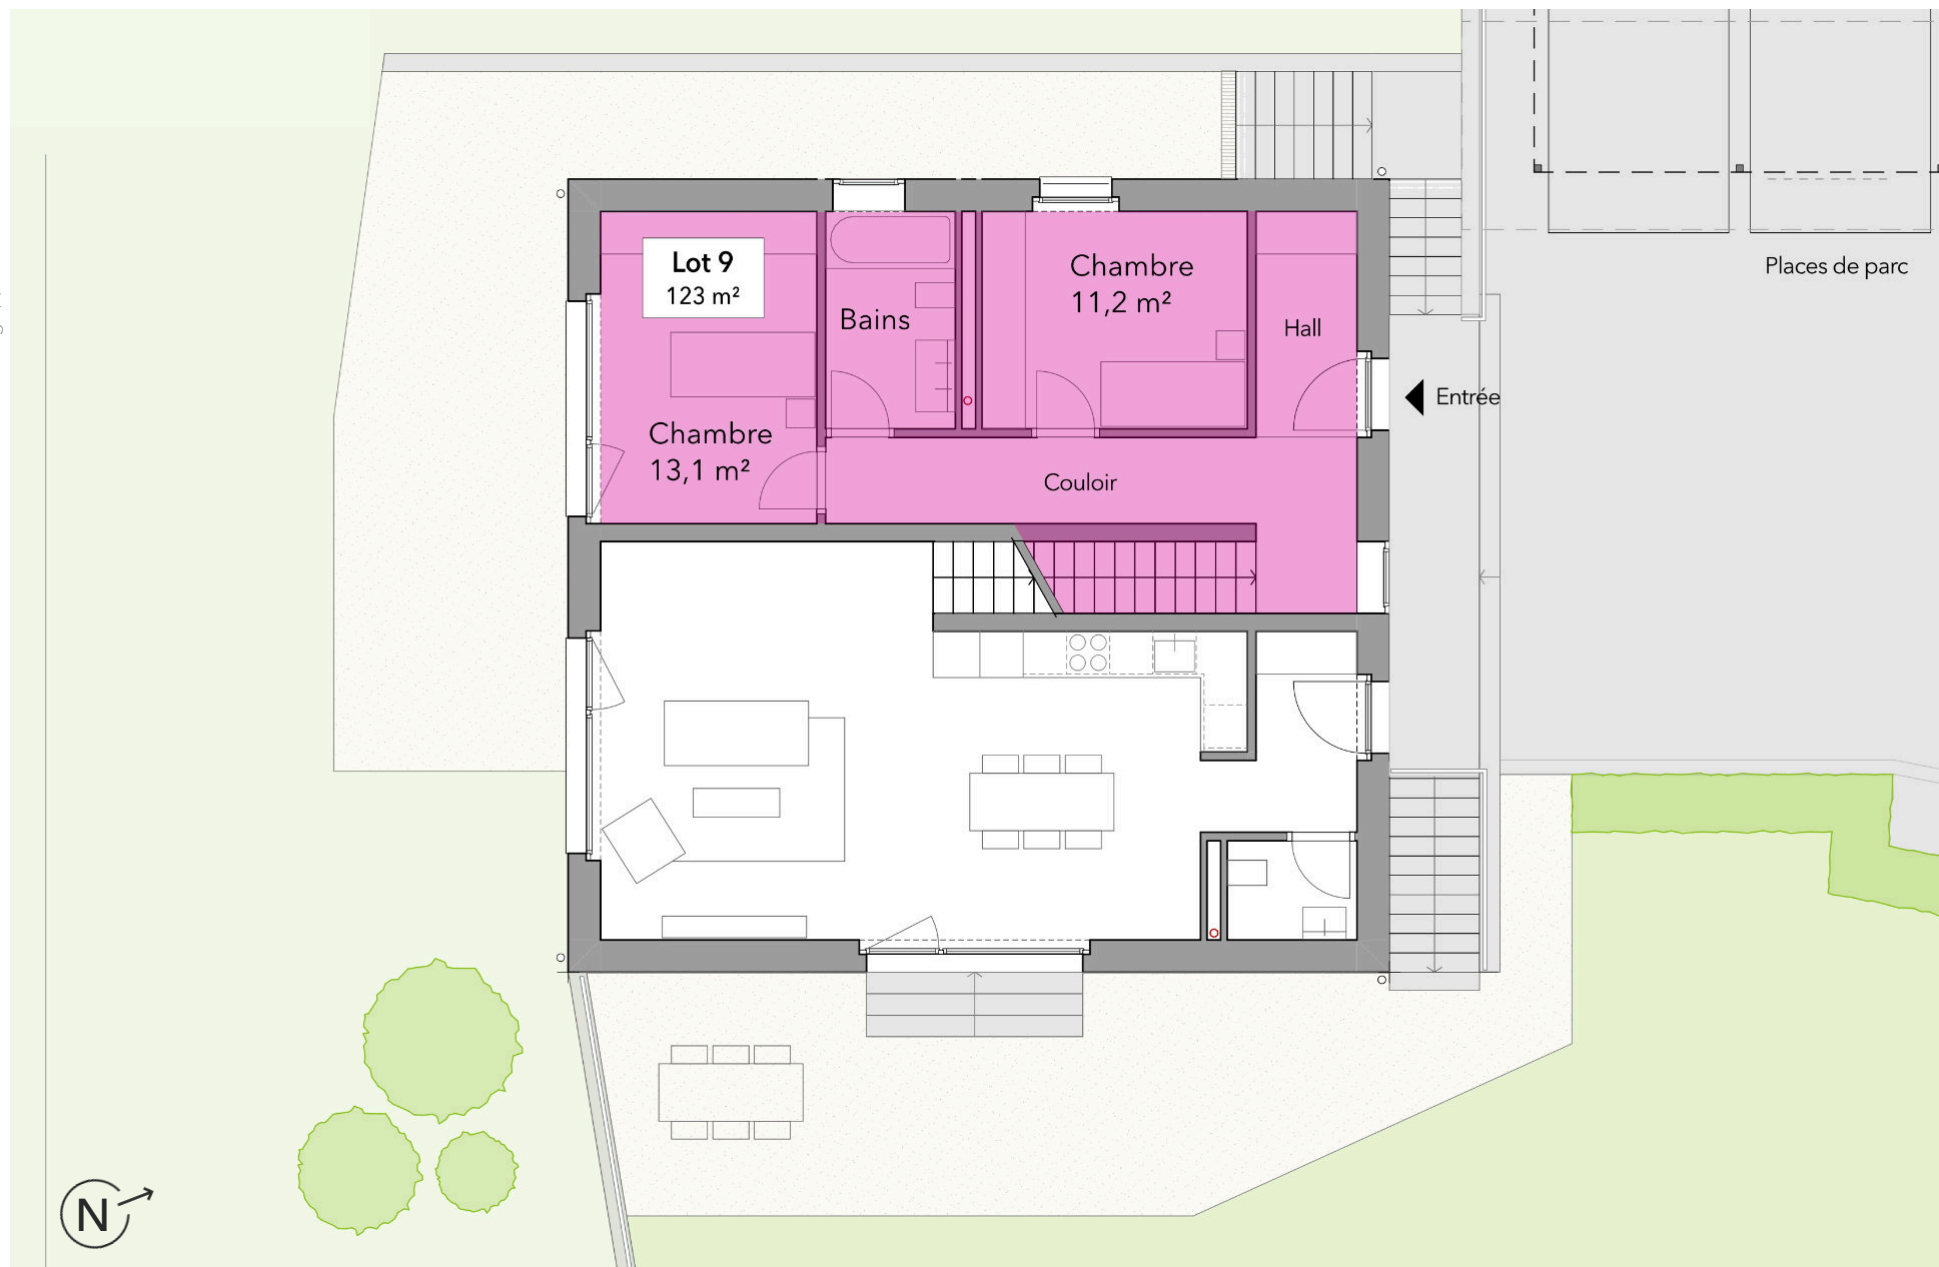 Lot 9
123 m²
Chambre
13,1 m²
Bains
Chambre
11,2 m²
Hall
Couloir
Entrée
Places de parc
N